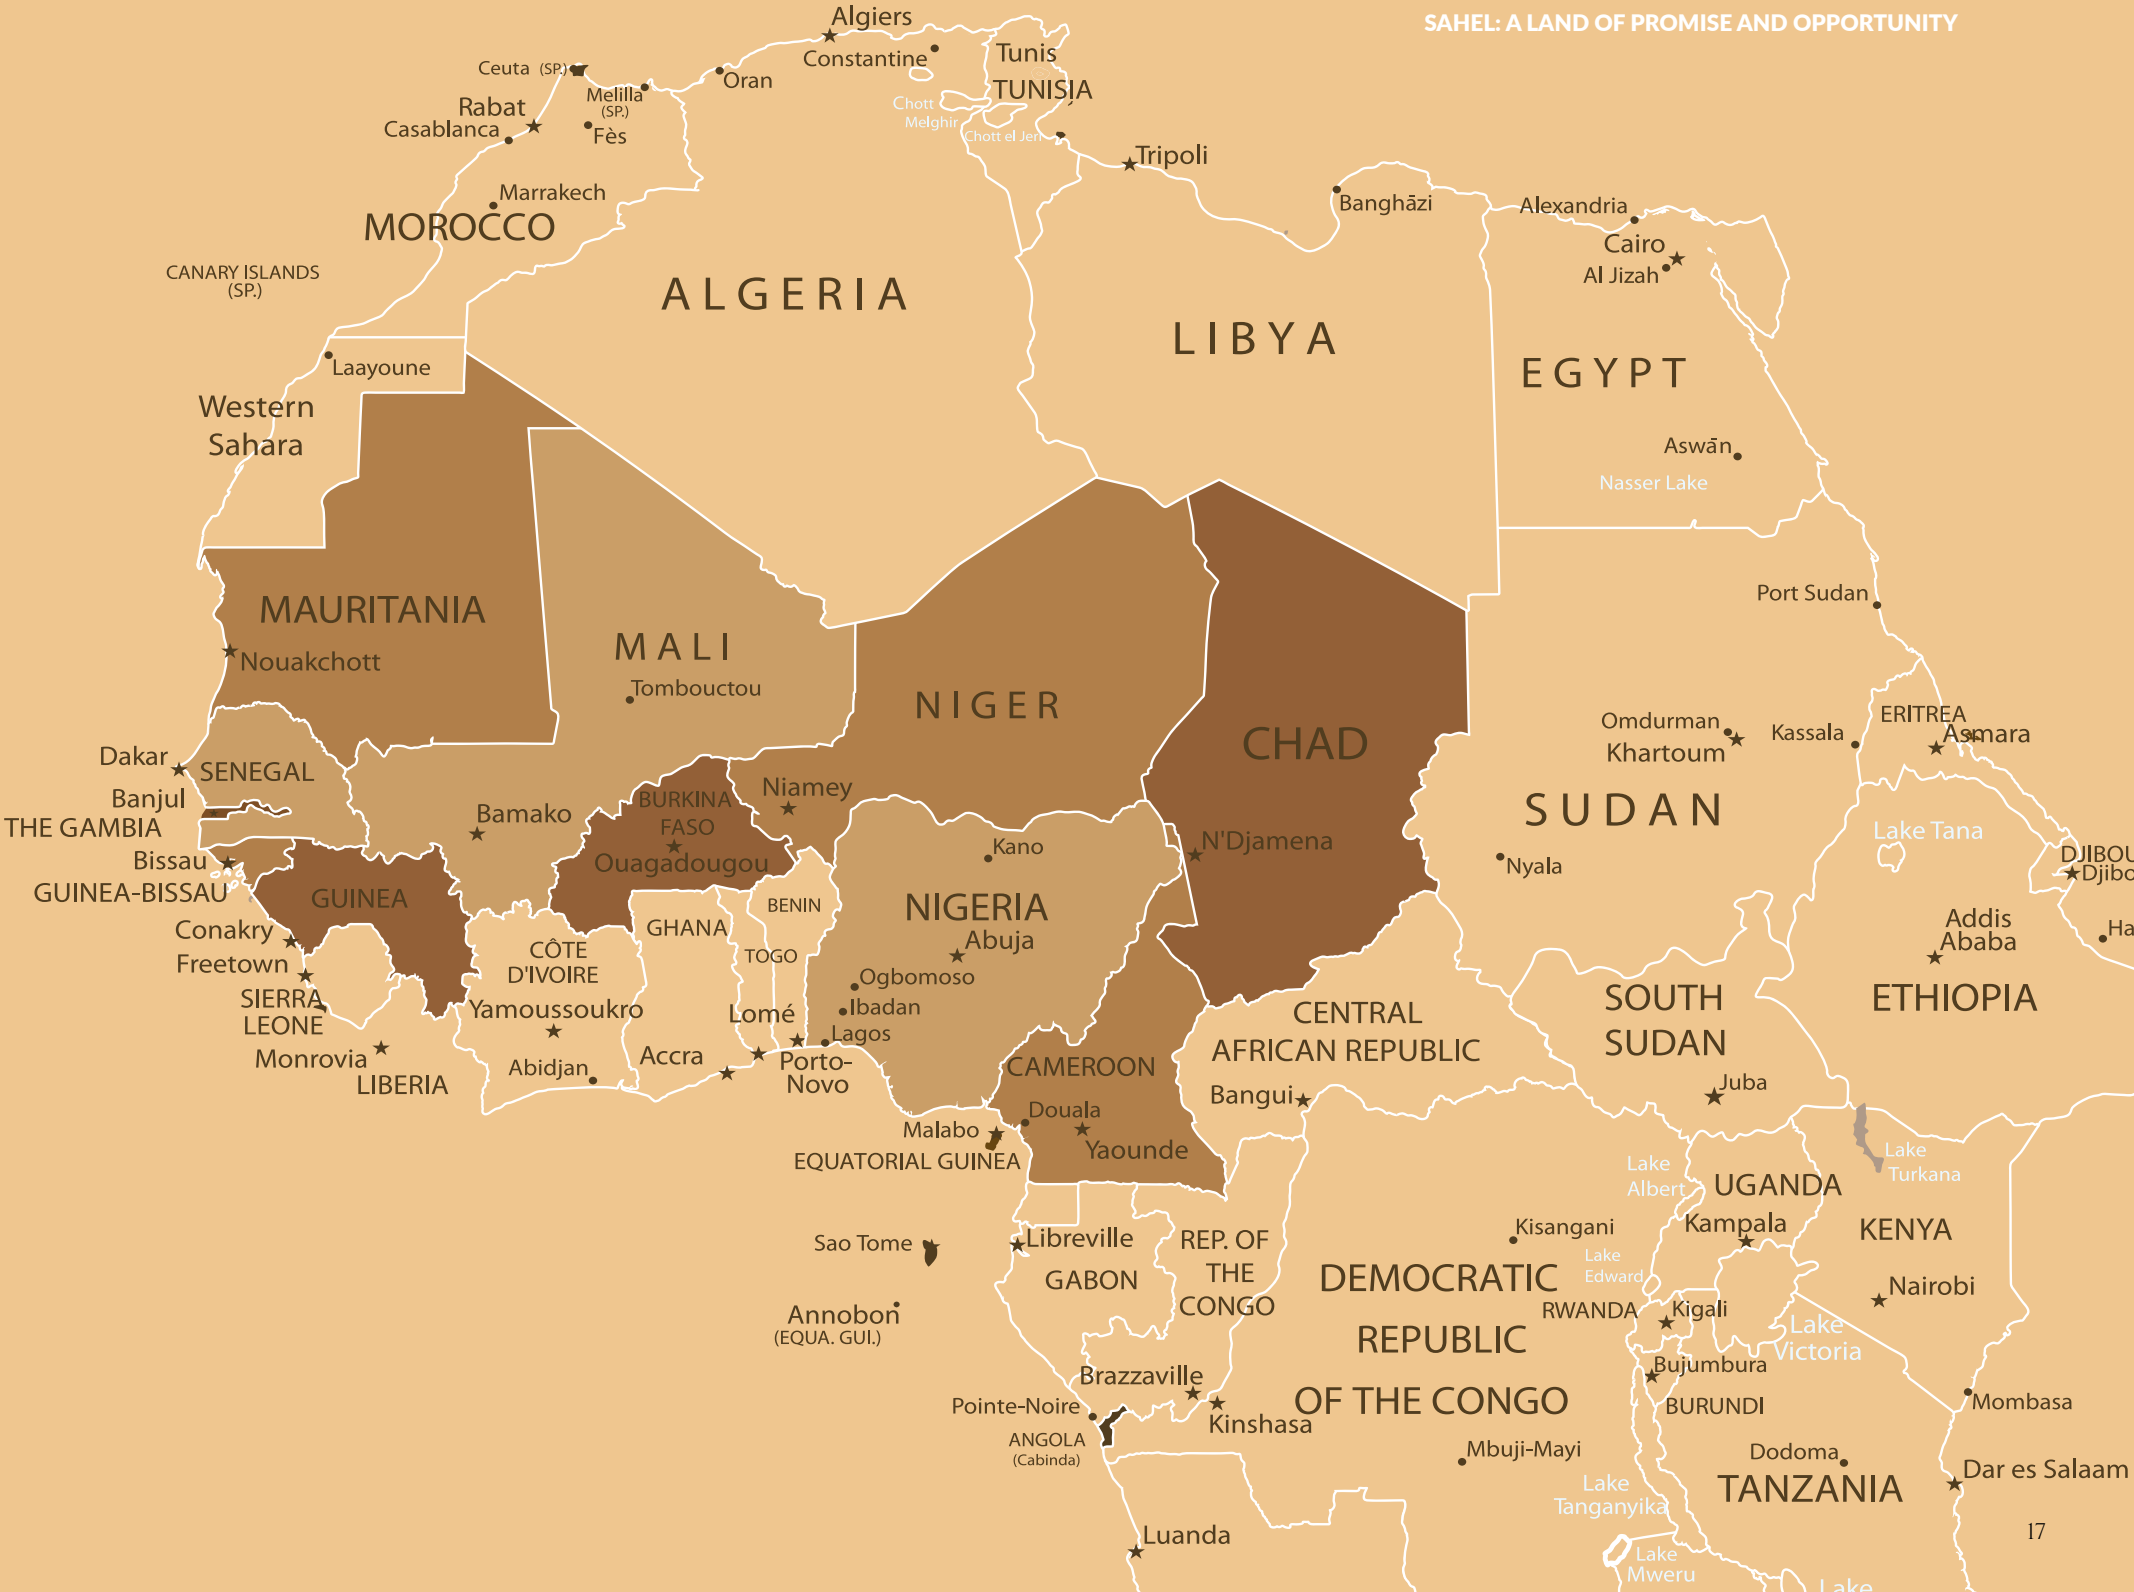 SAHEL: A LAND OF PROMISE AND OPPORTUNITY
Algiers
Constantine
Tunis
TUNISIA
Ceuta (SP.)
Oran
Melilla
(SP.)
Rabat
Casablanca
Fès
Chott
Melghir
Chott el Jeri
Tripoli
Marrakech
MOROCCO
Banghāzi
Alexandria
Cairo
Al Jizah
CANARY ISLANDS
(SP.)
ALGERIA
LIBYA
EGYPT
Laayoune
Western
Sahara
Aswān
Nasser Lake
Port Sudan
MAURITANIA
Nouakchott
MALI
Tombouctou
NIGER
CHAD
Omdurman
Khartoum
Kassala
ERITREA
Asmara
Dakar
SENEGAL
Banjul
THE GAMBIA
Bissau
GUINEA-BISSAU
Bamako
BURKINA
FASO
Ouagadougou
Niamey
SUDAN
N'Djamena
Kano
Nyala
Lake Tana
DJIBOU
Djibo
GUINEA
NIGERIA
Abuja
BENIN
GHANA
TOGO
Conakry
Freetown
SIERRA
LEONE
Monrovia
LIBERIA
CÔTE
D'IVOIRE
Yamoussoukro
Abidjan
Accra
Lomé
Porto-
Novo
Ogbomoso
Ibadan
Lagos
Addis
Ababa
Ha
ETHIOPIA
SOUTH
SUDAN
Juba
CENTRAL
AFRICAN REPUBLIC
Bangui
CAMEROON
Douala
Yaounde
Malabo
EQUATORIAL GUINEA
Lake
Turkana
Lake
Albert
UGANDA
Kampala
KENYA
Nairobi
Sao Tome
Libreville
GABON
REP. OF
THE
CONGO
Kisangani
Lake
Edward
DEMOCRATIC
REPUBLIC
OF THE CONGO
RWANDA
Kigali
Lake
Victoria
Annobon
(EQUA. GUI.)
Brazzaville
Kinshasa
Bujumbura
BURUNDI
Mombasa
Pointe-Noire
ANGOLA
(Cabinda)
Mbuji-Mayi
Dodoma
TANZANIA
Dar es Salaam
Lake
Tanganyika
Luanda
Lake
Mweru
Lake
17